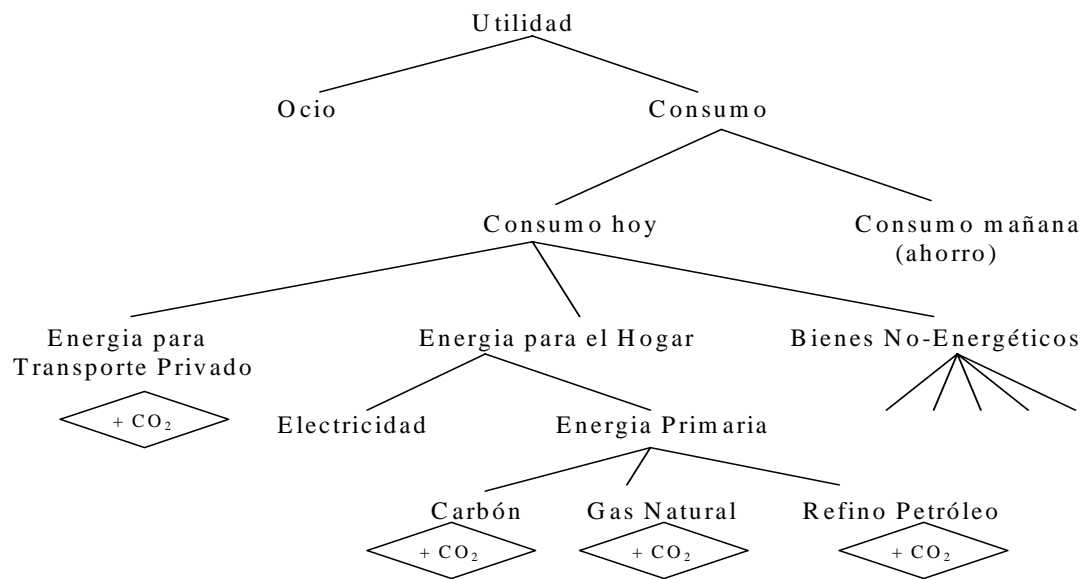 Utilidad
Ocio
Consumo
Consumo hoy
Consumo mañana
(ahorro)
Energia para
Transporte Privado
+ CO₂
Energia para el Hogar
Bienes No-Energéticos
Electricidad
Energia Primaria
Carbón
+ CO₂
Gas Natural
+ CO₂
Refino Petróleo
+ CO₂